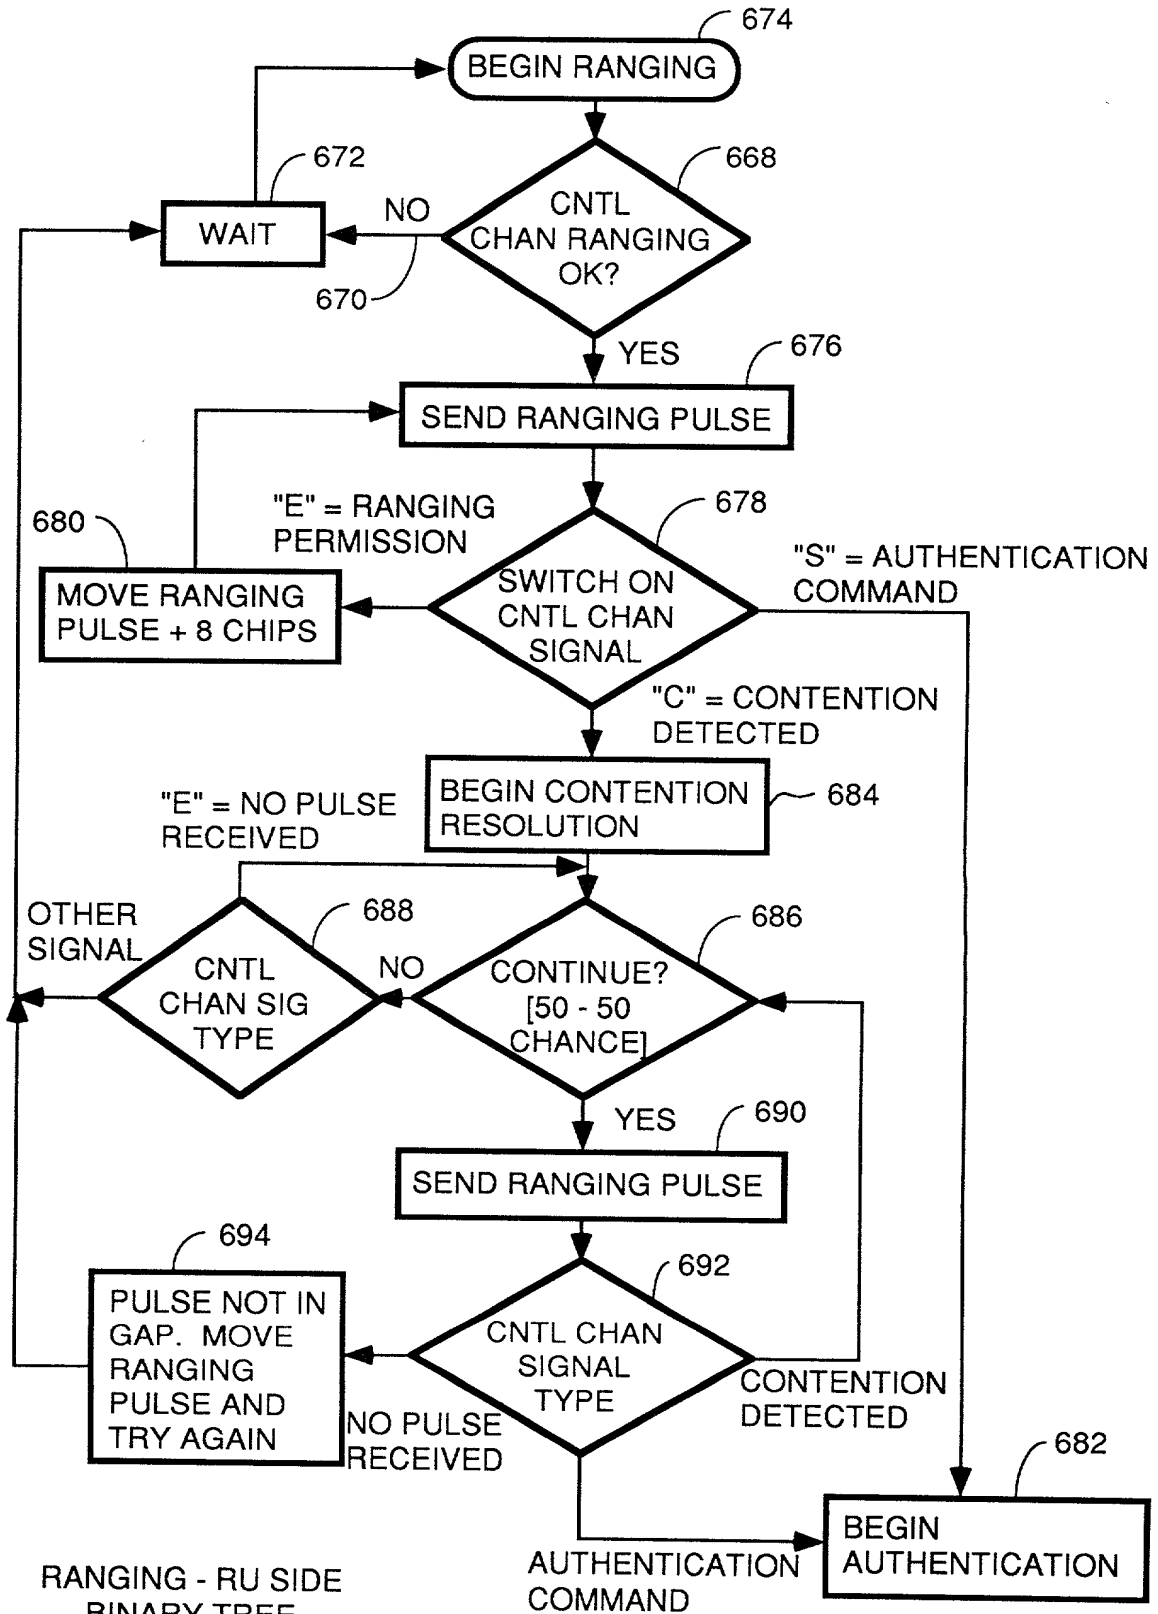 674
BEGIN RANGING
672
668
NO
WAIT
CNTL
CHAN RANGING
OK?
670
YES
676
SEND RANGING PULSE
"E" = RANGING
PERMISSION
678
680
"S" = AUTHENTICATION
COMMAND
MOVE RANGING
PULSE + 8 CHIPS
SWITCH ON
CNTL CHAN
SIGNAL
"C" = CONTENTION
DETECTED
BEGIN CONTENTION
RESOLUTION
684
"E" = NO PULSE
RECEIVED
OTHER
SIGNAL
688
686
CNTL
CHAN SIG
TYPE
NO
CONTINUE?
[50 - 50
CHANCE]
YES
690
SEND RANGING PULSE
694
692
PULSE NOT IN
GAP. MOVE
RANGING
PULSE AND
TRY AGAIN
CNTL CHAN
SIGNAL
TYPE
CONTENTION
DETECTED
NO PULSE
RECEIVED
682
BEGIN
AUTHENTICATION
AUTHENTICATION
COMMAND
RANGING - RU SIDE
BINARY TREE